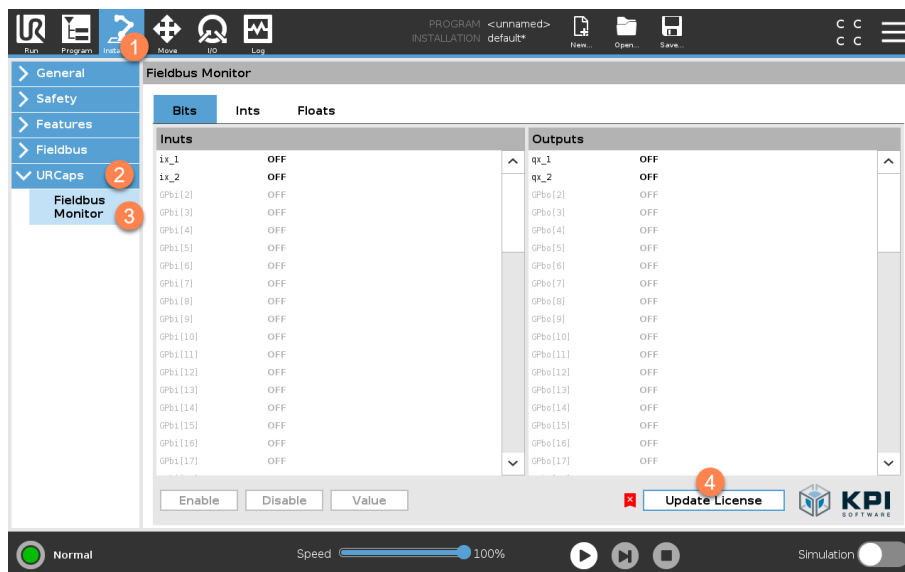 PROGRAM <unnamed>
INSTALLATION default*
C C
C C
Run
Program
Insta
Move
I/O
Log
New...
Open...
Save...
1
General
Safety
Features
Fieldbus
URCaps
2
Fieldbus
Monitor
3
Fieldbus Monitor
Bits Ints Floats
Inuts
ix_1 OFF
ix_2 OFF
GPbi[2] OFF
GPbi[3] OFF
GPbi[4] OFF
GPbi[5] OFF
GPbi[6] OFF
GPbi[7] OFF
GPbi[8] OFF
GPbi[9] OFF
GPbi[10] OFF
GPbi[11] OFF
GPbi[12] OFF
GPbi[13] OFF
GPbi[14] OFF
GPbi[15] OFF
GPbi[16] OFF
GPbi[17] OFF
Outputs
qx_1 OFF
qx_2 OFF
GPbo[2] OFF
GPbo[3] OFF
GPbo[4] OFF
GPbo[5] OFF
GPbo[6] OFF
GPbo[7] OFF
GPbo[8] OFF
GPbo[9] OFF
GPbo[10] OFF
GPbo[11] OFF
GPbo[12] OFF
GPbo[13] OFF
GPbo[14] OFF
GPbo[15] OFF
GPbo[16] OFF
GPbo[17] OFF
Enable Disable Value
4
Update License
KPI
SOFTWARE
Normal
Speed 100%
Simulation